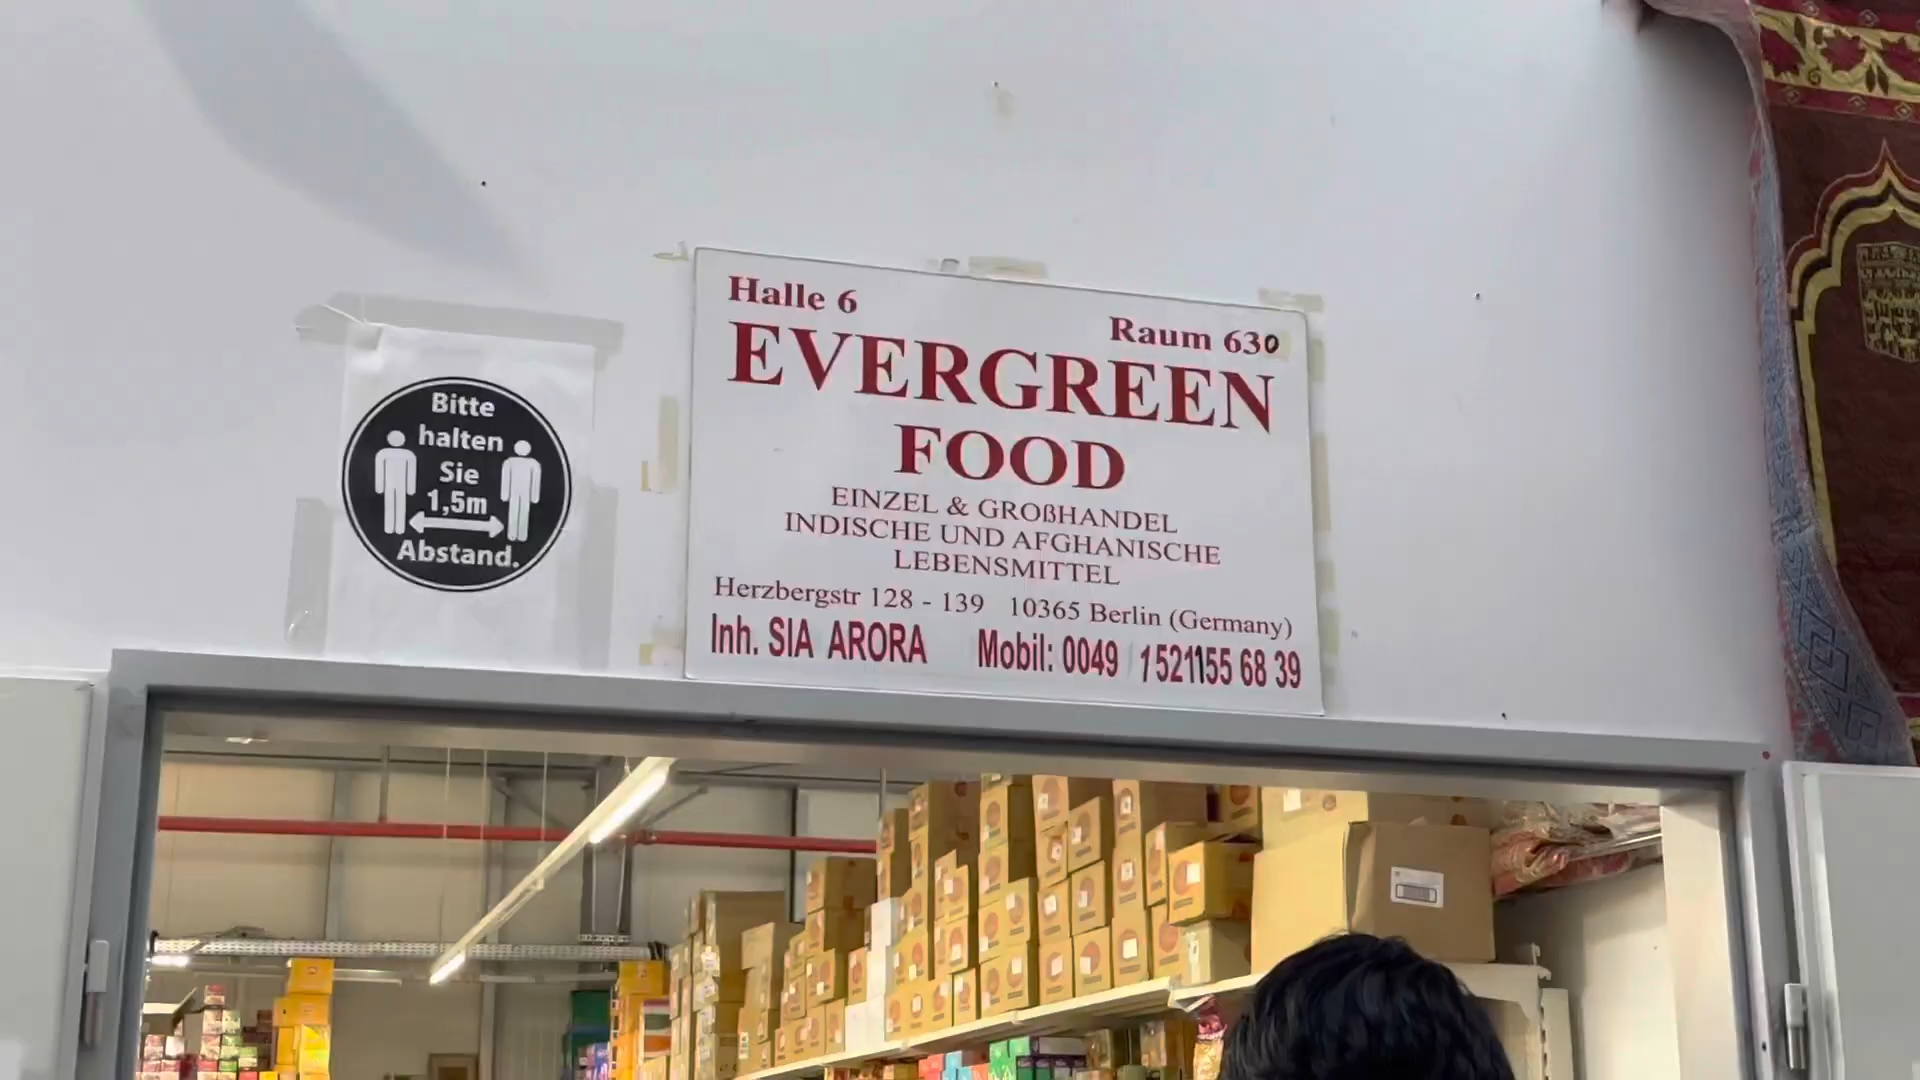 Bitte
halten
Sie
1,5m
Abstand.
Halle 6
Raum 630
EVERGREEN
FOOD
EINZEL & GROßHANDEL
INDISCHE UND AFGHANISCHE
LEBENSMITTEL
Herzbergstr 128 - 139 10365 Berlin (Germany)
Inh. SIA ARORA Mobil: 0049 1521155 68 39